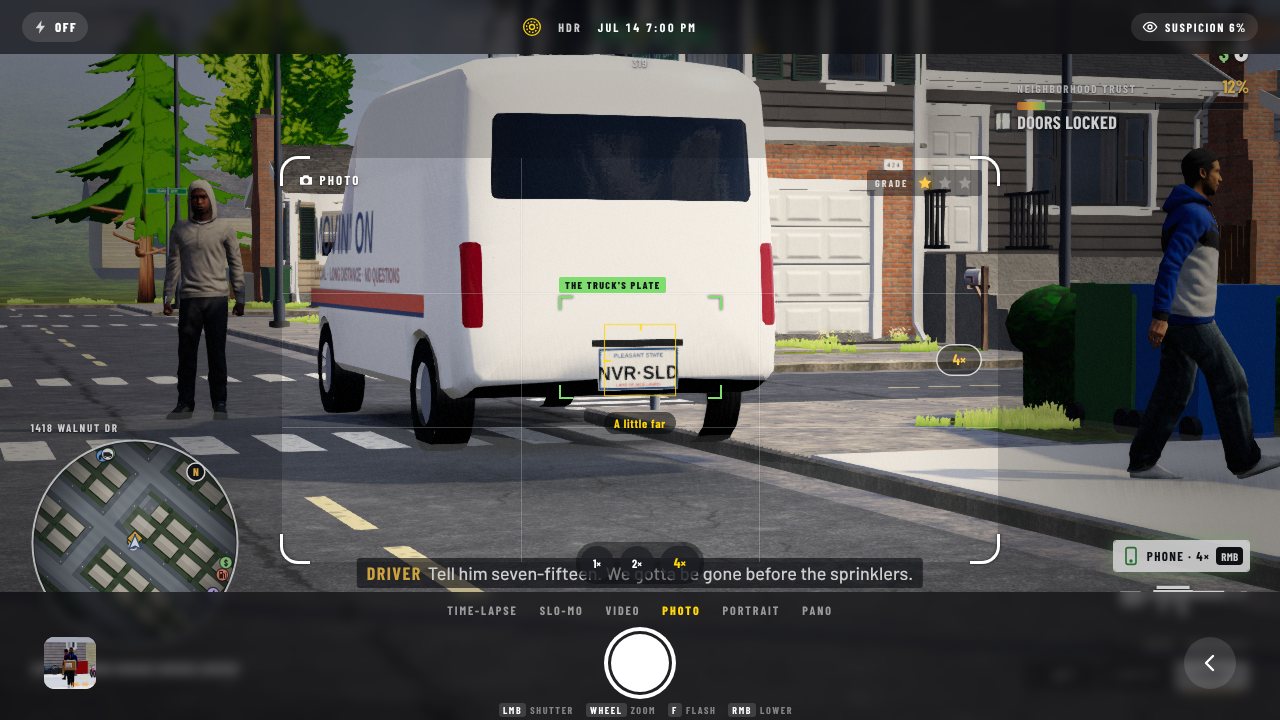 OFF
HDR JUL 14 7:00 PM
SUSPICION 6%
319
$ 0
NEIGHBORHOOD TRUST 12%
DOORS LOCKED
424
PHOTO
GRADE
MOVIN' ON
LOCAL · LONG DISTANCE · NO QUESTIONS
THE TRUCK'S PLATE
PLEASANT STATE
NVR·SLD
4×
A little far
1418 WALNUT DR
N
$
PHONE · 4× RMB
1× 2× 4×
DRIVER Tell him seven-fifteen. We gotta be gone before the sprinklers.
TIME-LAPSE SLO-MO VIDEO PHOTO PORTRAIT PANO
LMB SHUTTER WHEEL ZOOM F FLASH RMB LOWER